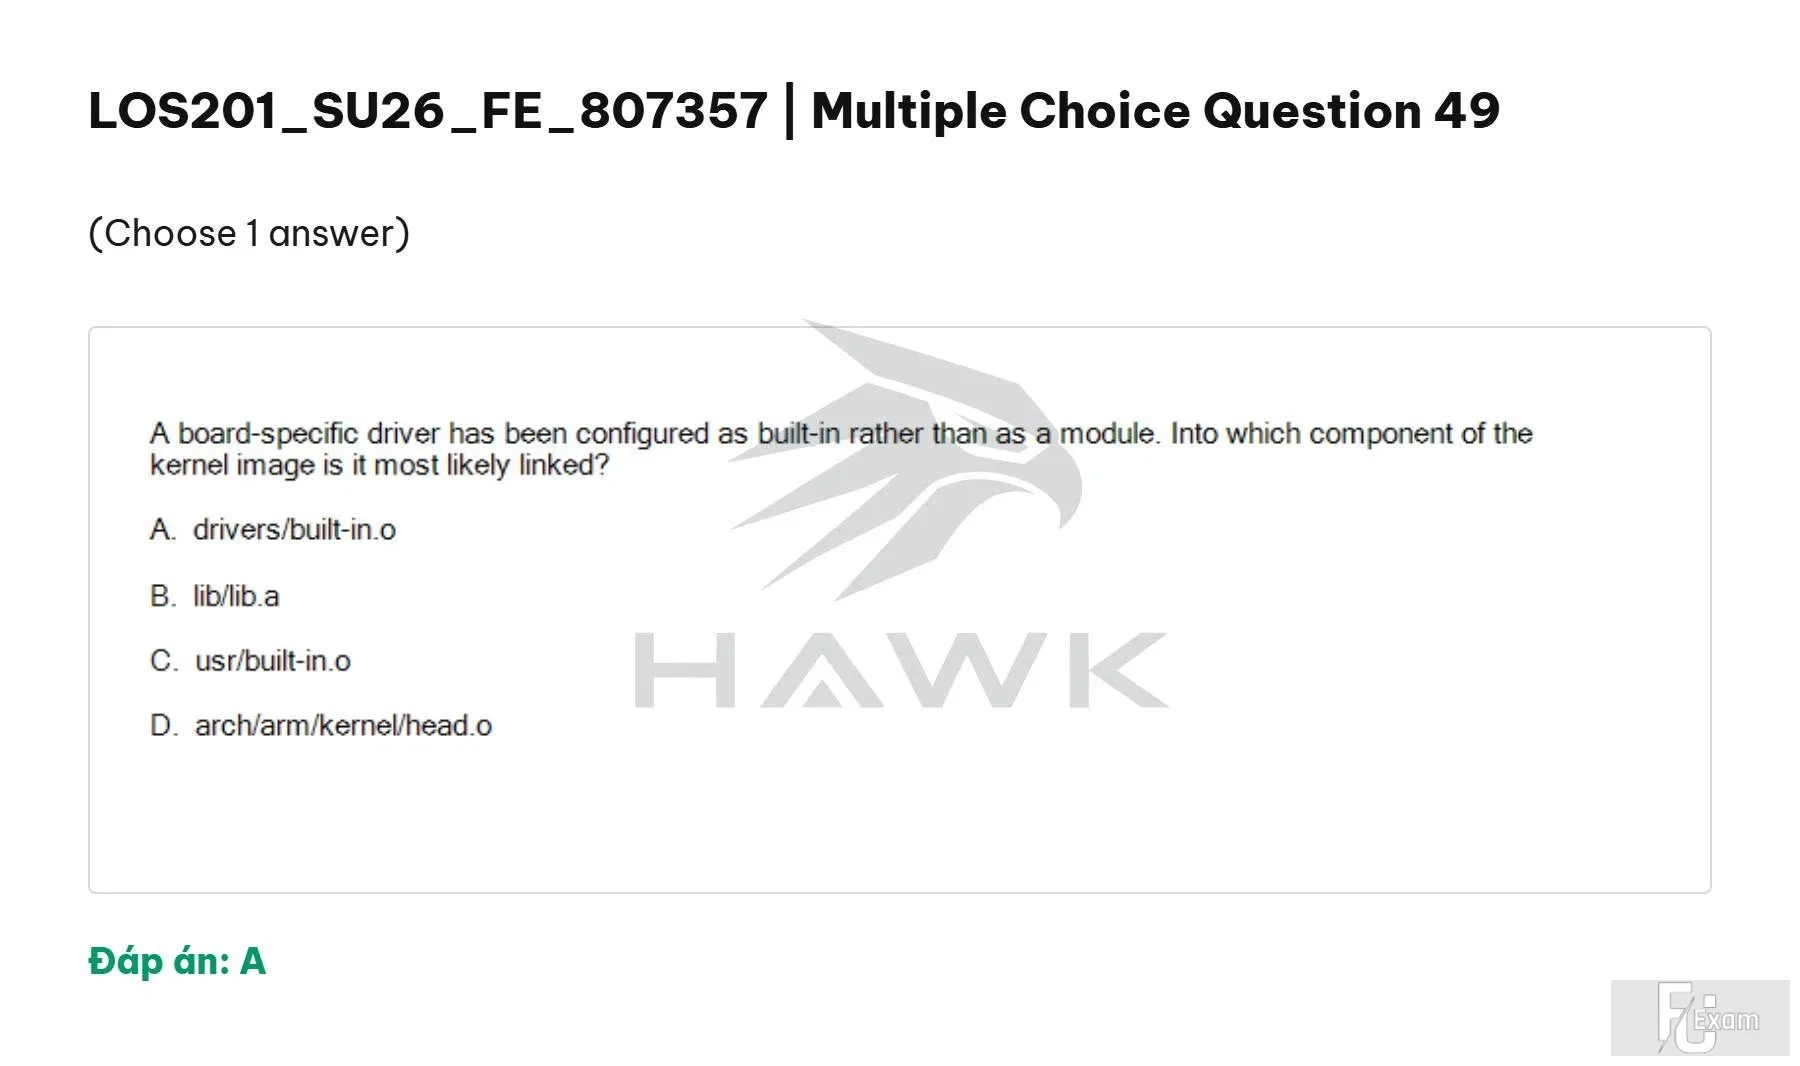 LOS201_SU26_FE_807357 | Multiple Choice Question 49
(Choose 1 answer)
A board-specific driver has been configured as built-in rather than as a module. Into which component of the
kernel image is it most likely linked?
A. drivers/built-in.o
B. lib/lib.a
C. usr/built-in.o
D. arch/arm/kernel/head.o
HAWK
Đáp án: A
FU Exam